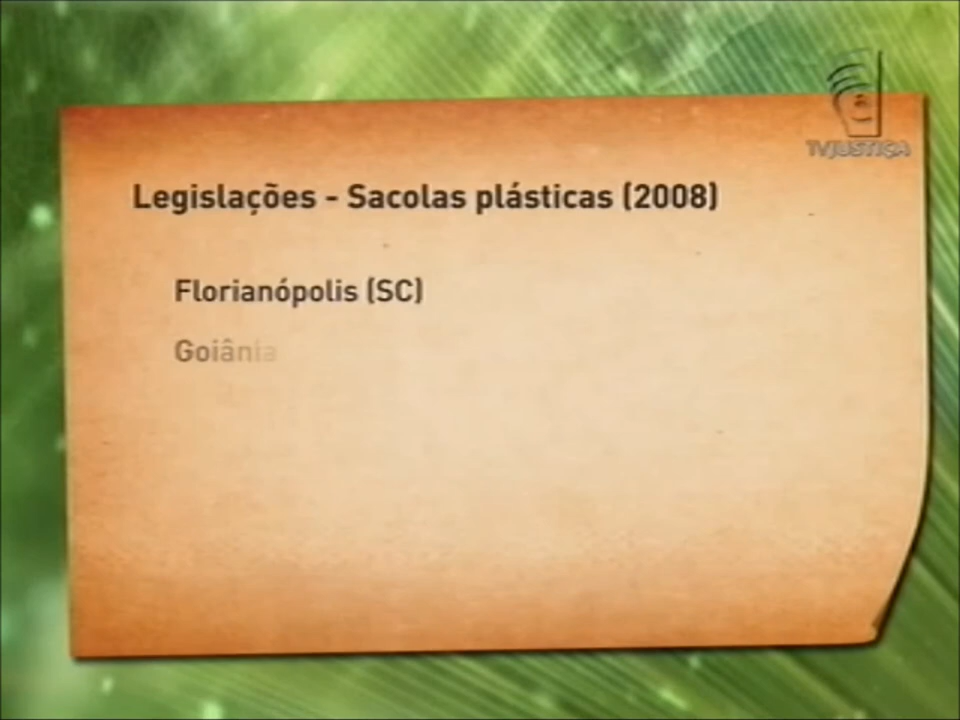 TVJUSTIÇA
Legislações - Sacolas plásticas (2008)
Florianópolis (SC)
Goiânia